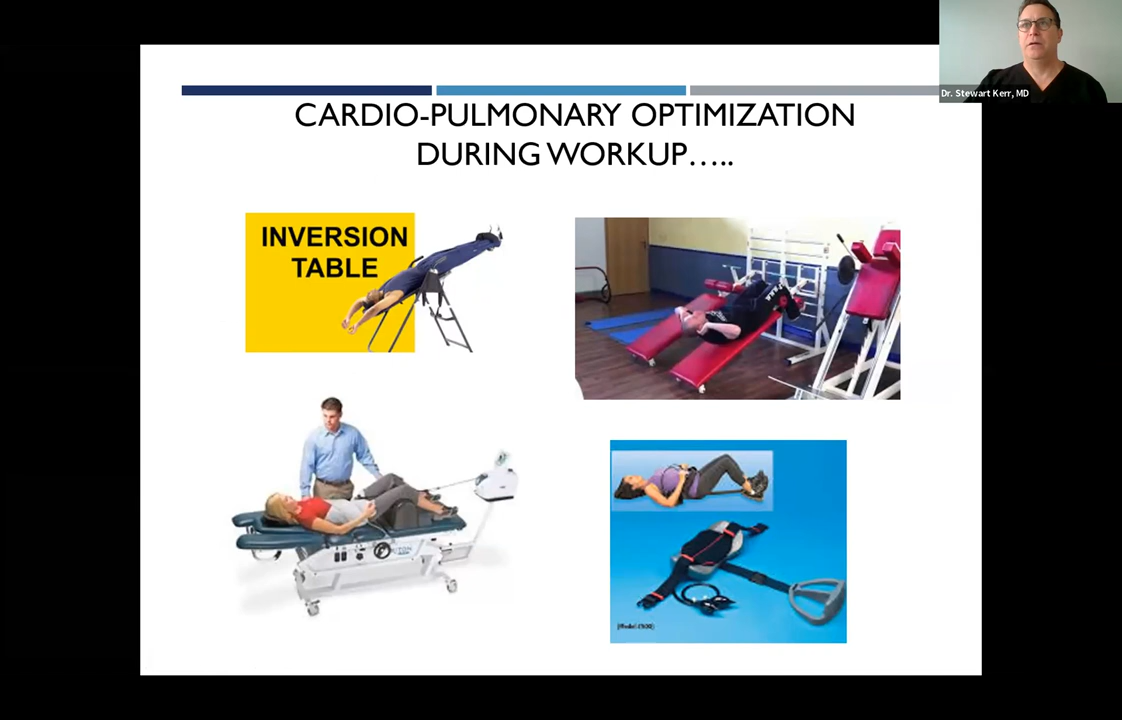 Dr. Stewart Kerr, MD
CARDIO-PULMONARY OPTIMIZATION
DURING WORKUP…..
INVERSION
TABLE